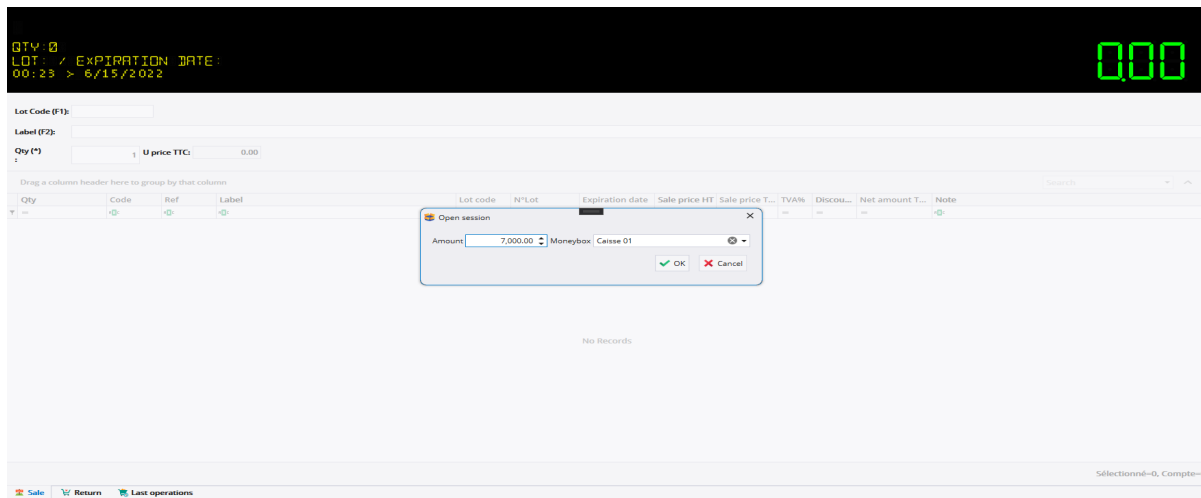 QTY:0
0.00
LOT: / EXPIRATION DATE:
00:23 > 6/15/2022
Lot Code (F1):
Label (F2):
Qty (*) : 1 U price TTC: 0.00
Drag a column header here to group by that column
Search
Qty Code Ref Label Lot code N°Lot Expiration date Sale price HT Sale price T... TVA% Discou... Net amount T... Note
Open session
Amount 7,000.00 Moneybox Caisse 01
OK Cancel
No Records
Sélectionné=0, Compte=
Sale Return Last operations